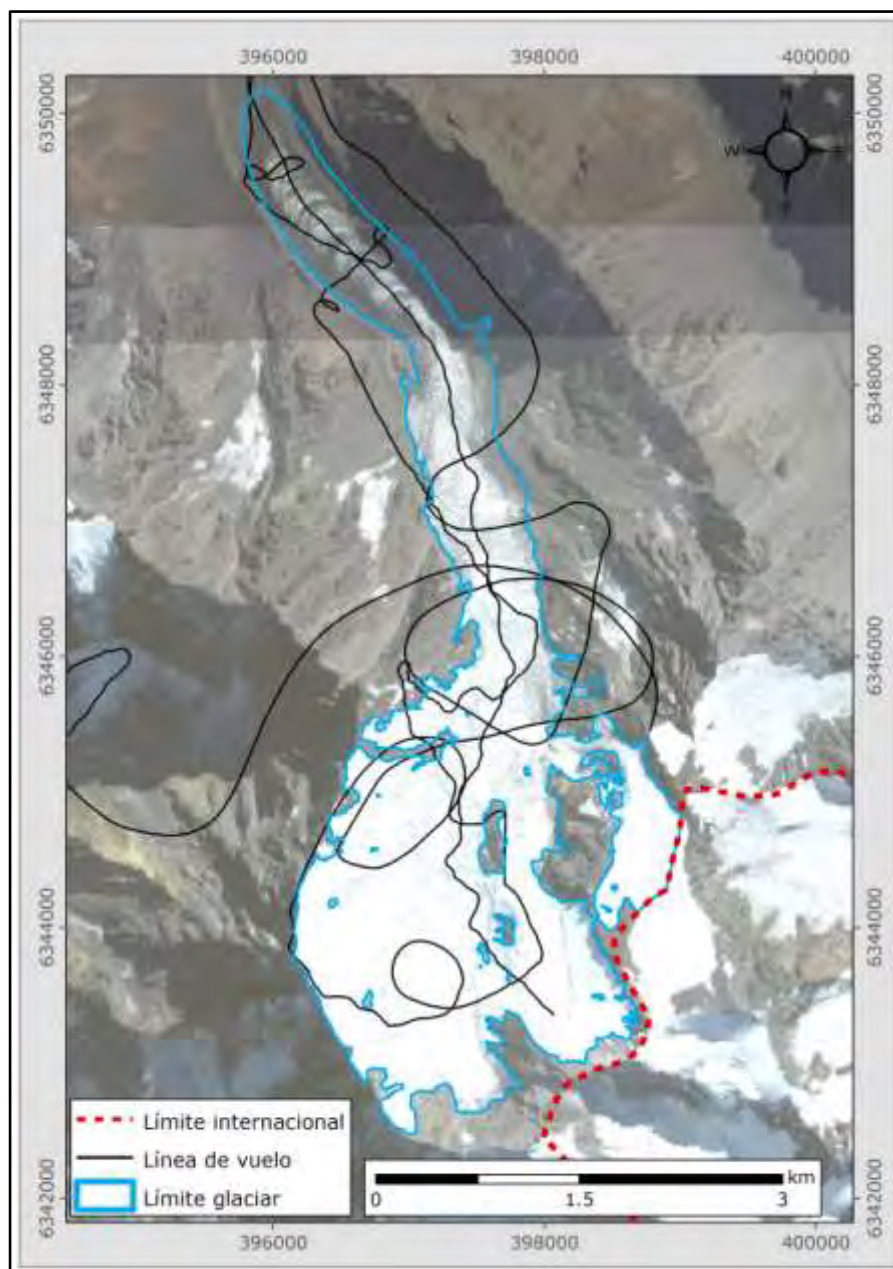 396000 398000 400000
6350000 6350000
N
W E
S
6348000 6348000
6346000 6346000
6344000 6344000
Límite internacional
Línea de vuelo
Límite glaciar
km
0 1.5 3
6342000 6342000
396000 398000 400000